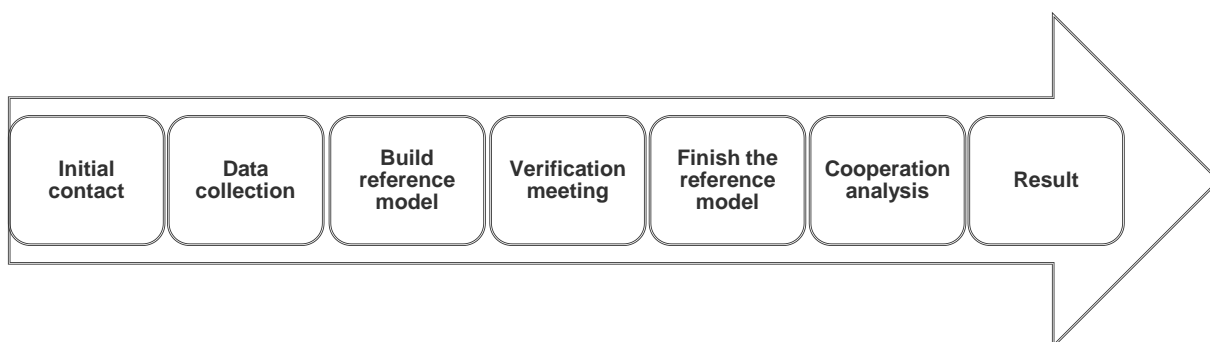 Initial
contact
Data
collection
Build
reference
model
Verification
meeting
Finish the
reference
model
Cooperation
analysis
Result